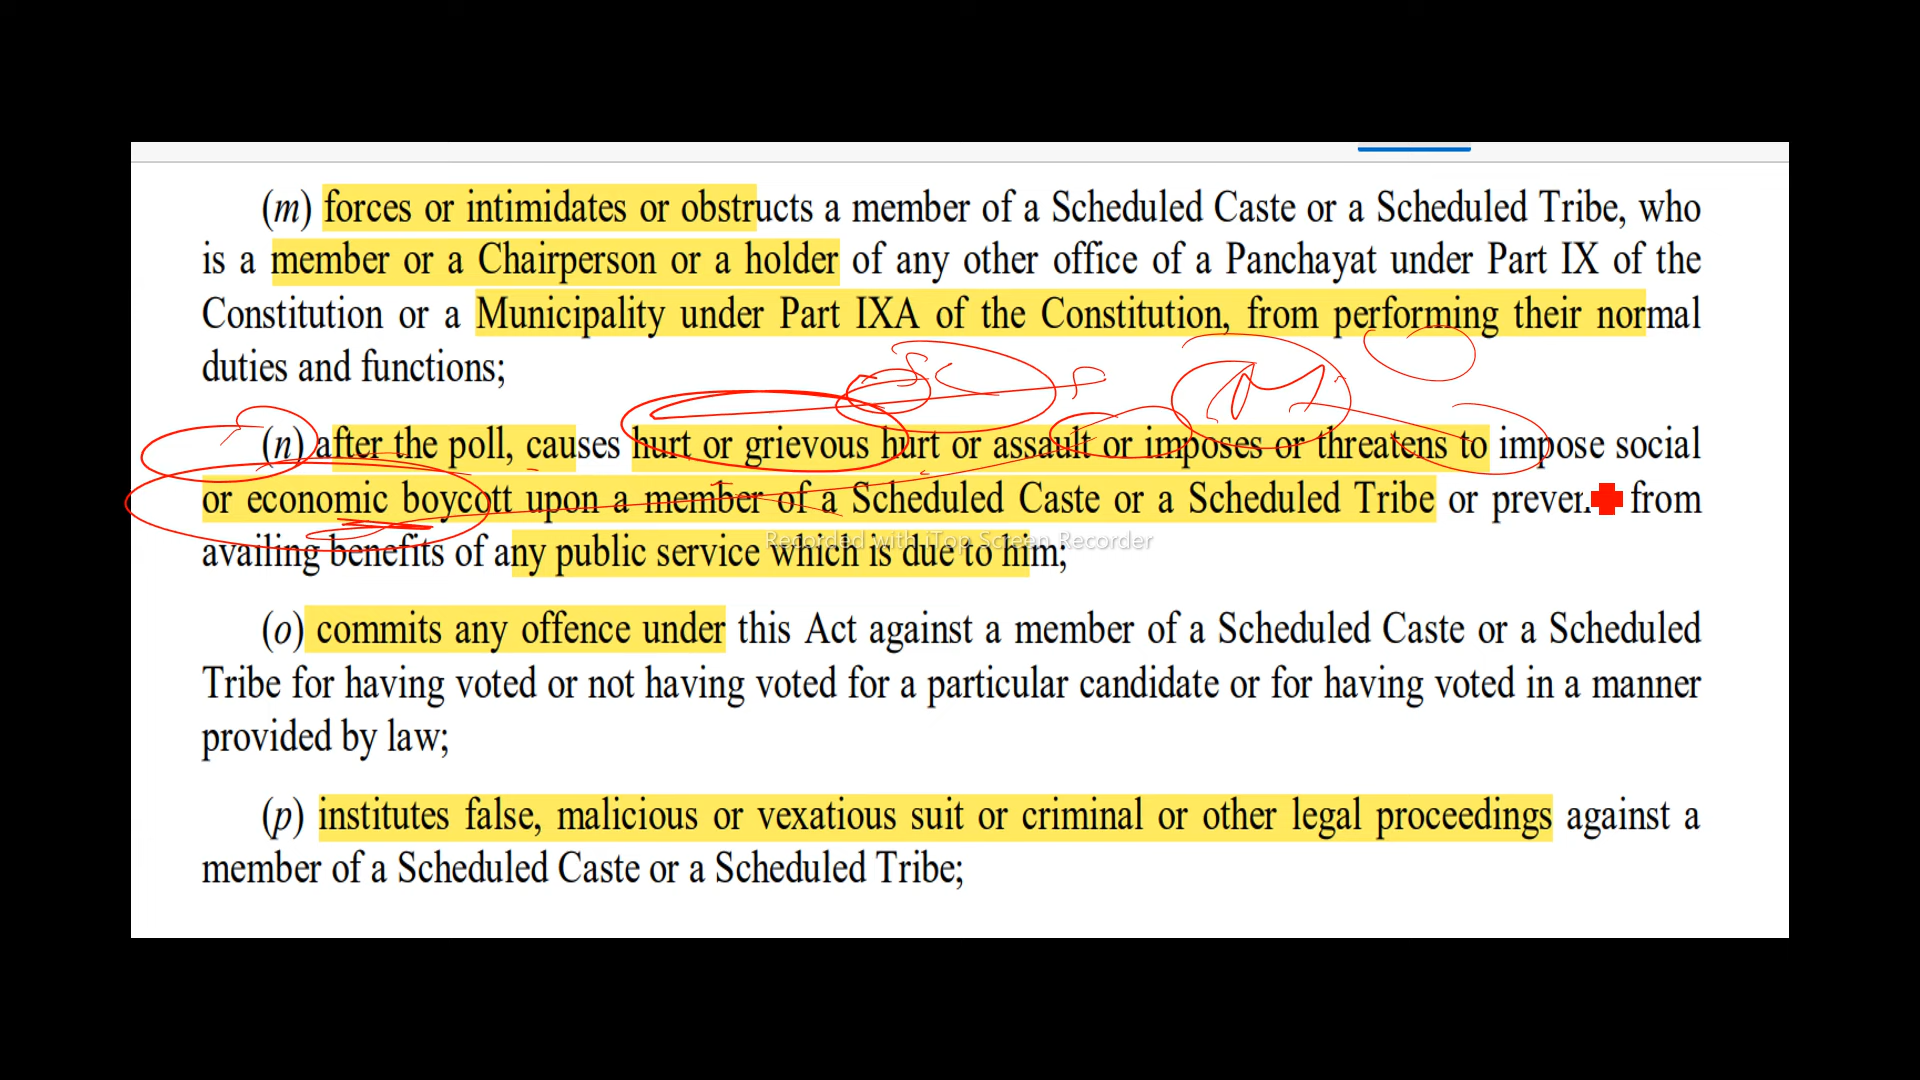 (m) forces or intimidates or obstructs a member of a Scheduled Caste or a Scheduled Tribe, who
is a member or a Chairperson or a holder of any other office of a Panchayat under Part IX of the
Constitution or a Municipality under Part IXA of the Constitution, from performing their normal
duties and functions;
(n) after the poll, causes hurt or grievous hurt or assault or imposes or threatens to impose social
or economic boycott upon a member of a Scheduled Caste or a Scheduled Tribe or from
Recorded with iTop Screen Recorder
availing benefits of any public service which is due to him;
(o) commits any offence under this Act against a member of a Scheduled Caste or a Scheduled
Tribe for having voted or not having voted for a particular candidate or for having voted in a manner
provided by law;
(p) institutes false, malicious or vexatious suit or criminal or other legal proceedings against a
member of a Scheduled Caste or a Scheduled Tribe;